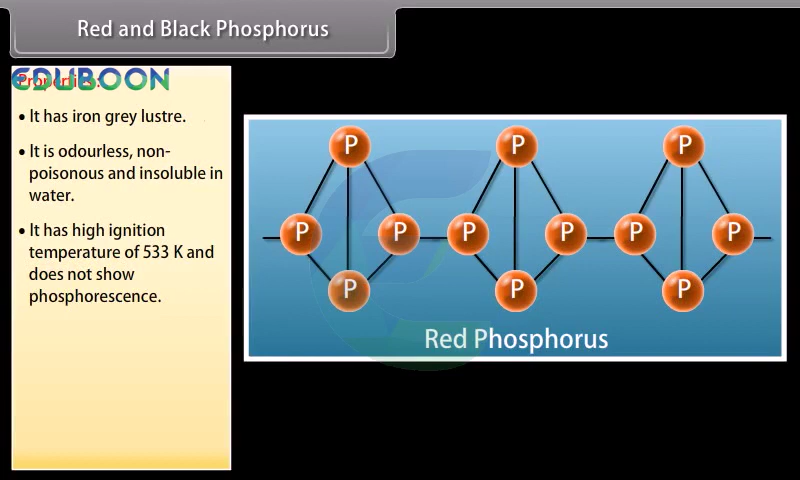 Red and Black Phosphorus
EDUBOON
Properties:
• It has iron grey lustre.
• It is odourless, non-
poisonous and insoluble in
water.
• It has high ignition
temperature of 533 K and
does not show
phosphorescence.
P P P
P P P P P P
P P P
Red Phosphorus